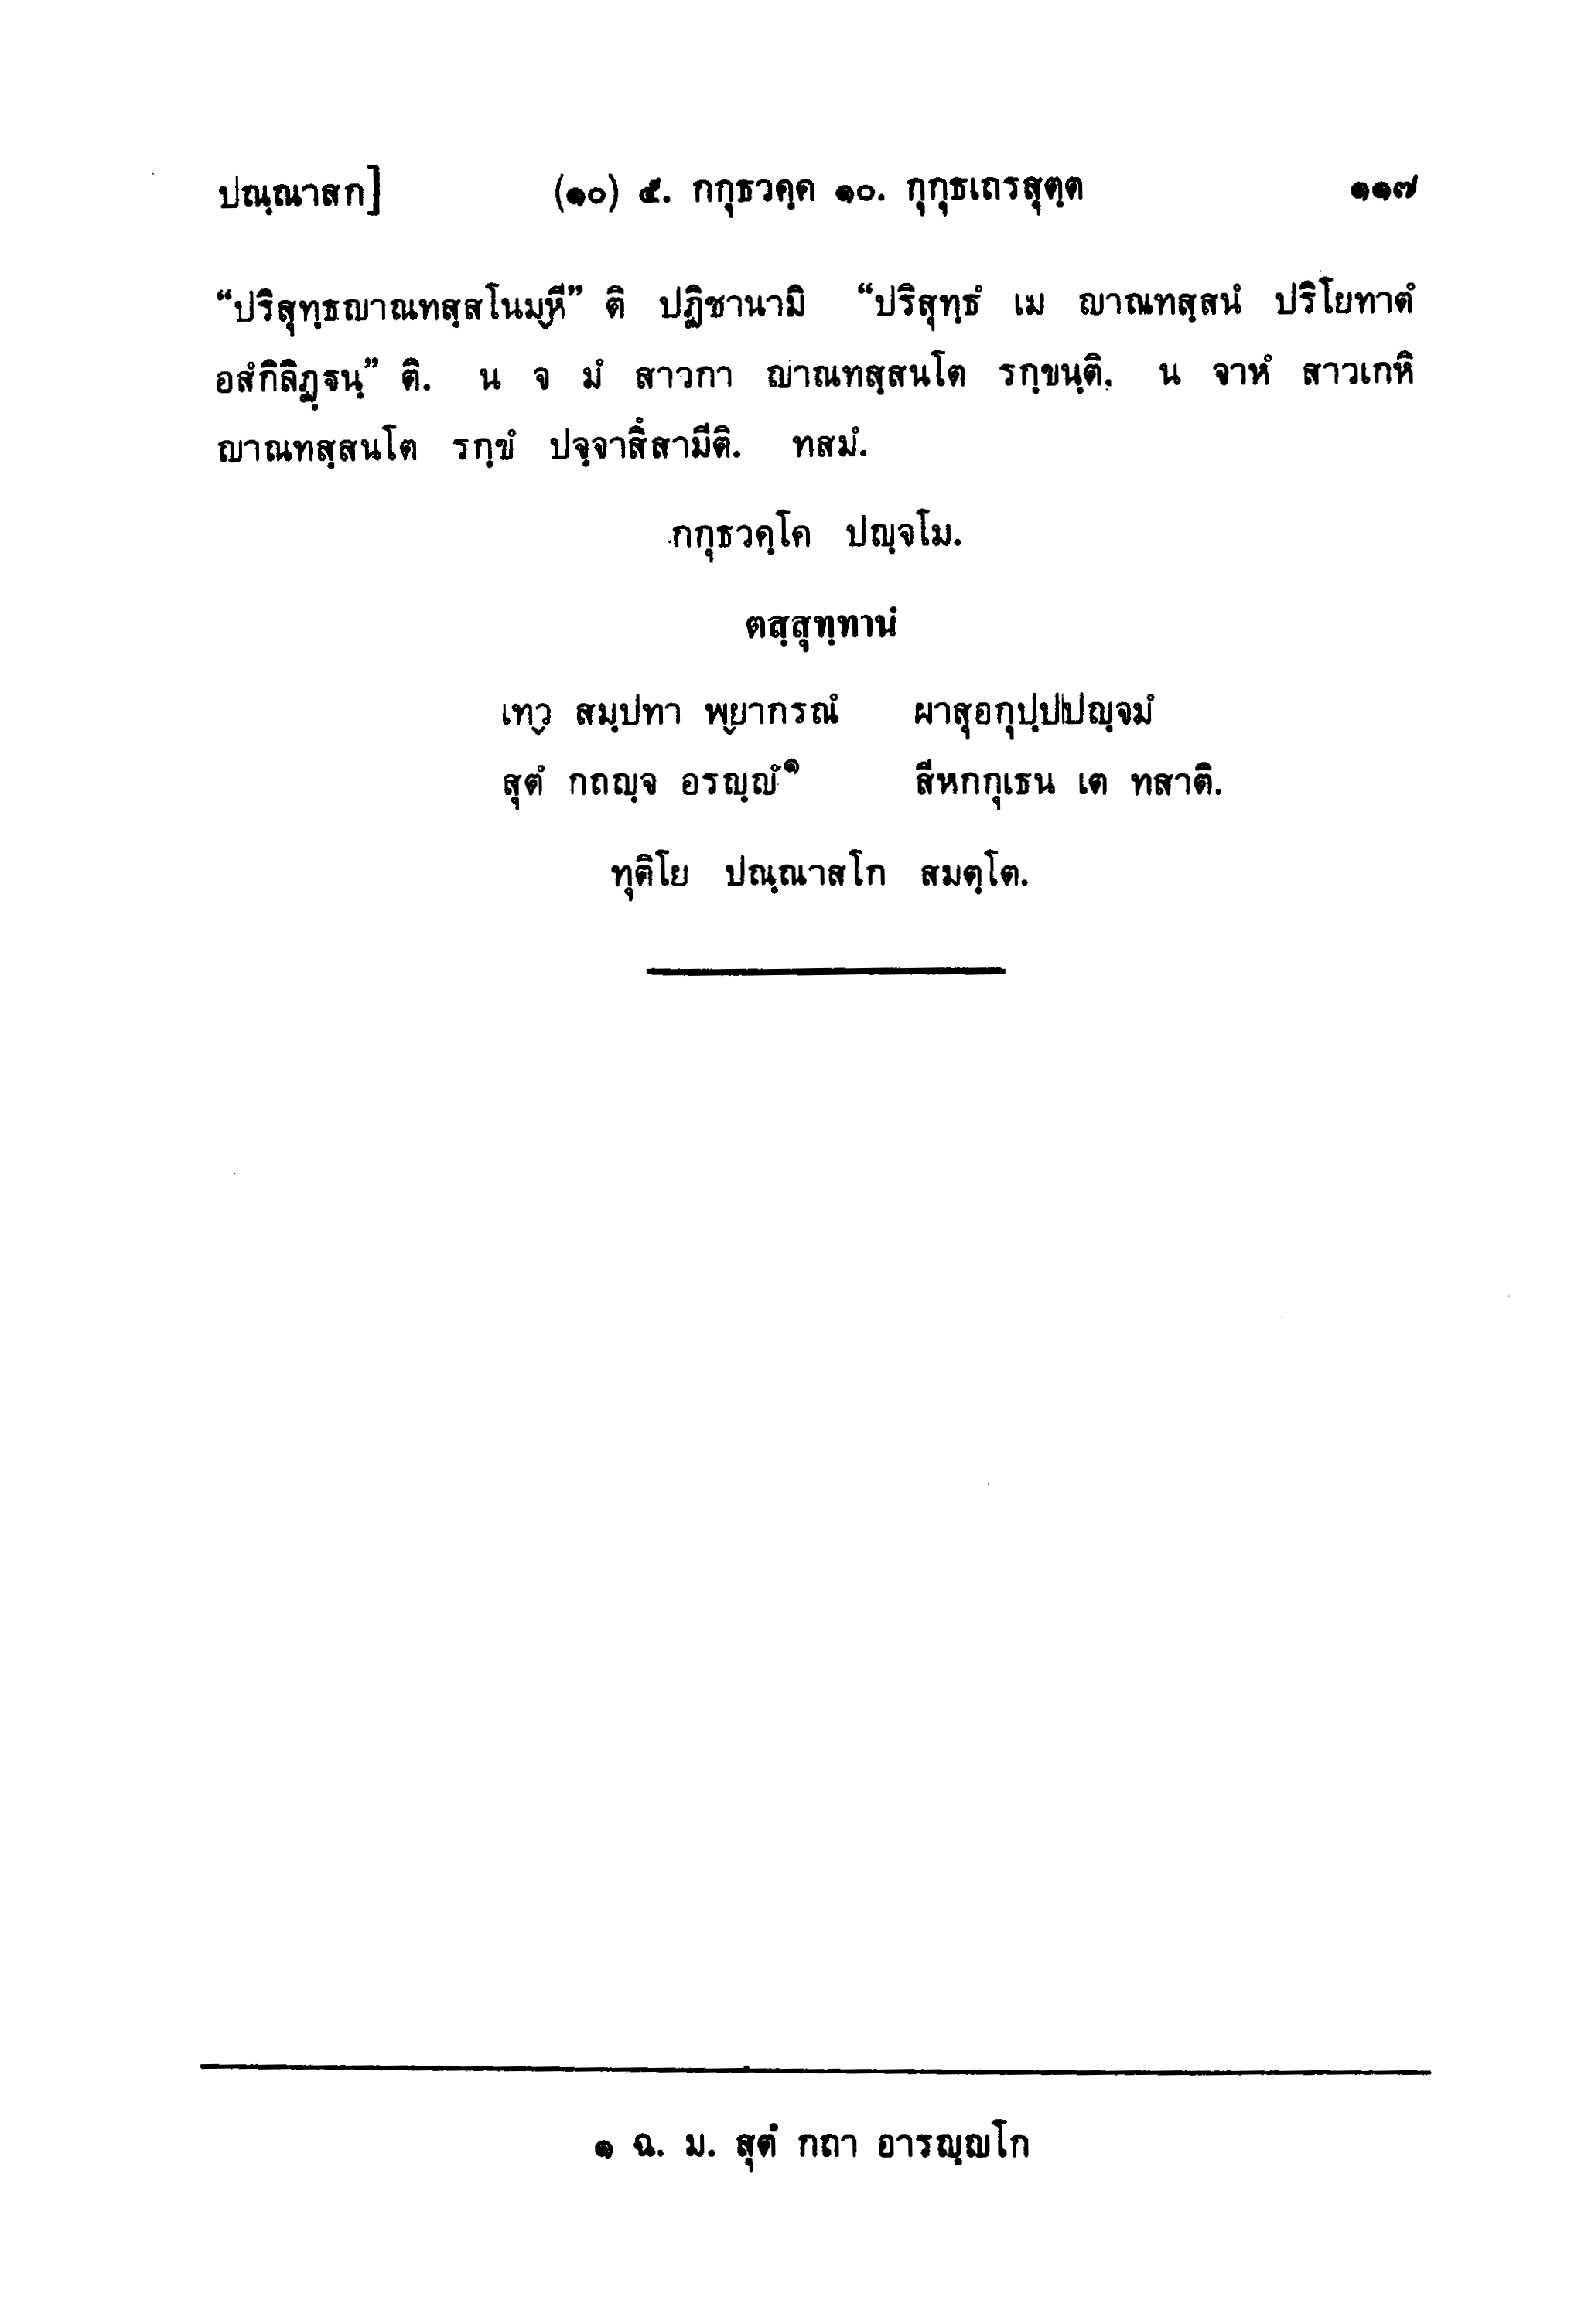 ปณฺณาสก] (๑๐) ๕. กกุธวคฺค ๑๐. กุกุธเถรสุตฺต ๑๑๗
“ปริสุทฺธญาณทสฺสโนมฺหี” ติ ปฏิชานามิ “ปริสุทฺธํ เม ญาณทสฺสนํ ปริโยทาตํ
อสํกิลิฏฺฐนฺ” ติ. น จ มํ สาวกา ญาณทสฺสนโต รกฺขนฺติ. น จาหํ สาวเกหิ
ญาณทสฺสนโต รกฺขํ ปจฺจาสึสามีติ. ทสมํ.
กกุธวคฺโค ปญฺจโม.
ตสฺสุทฺทานํ
เทฺว สมฺปทา พฺยากรณํ ผาสุอกุปฺปปญฺจมํ
สุตํ กถญฺจ อรญฺญํ๑ สีหกกุเธน เต ทสาติ.
ทุติโย ปณฺณาสโก สมตฺโต.
๑ ฉ. ม. สุตํ กถา อารญฺญโก